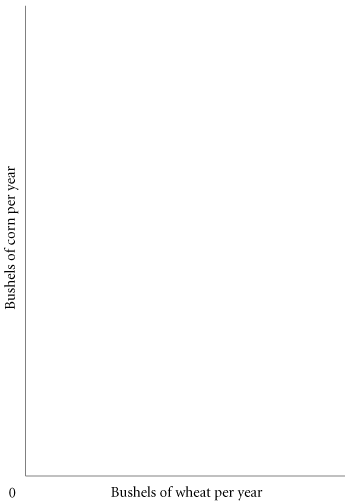 Bushels of corn per year
0
Bushels of wheat per year